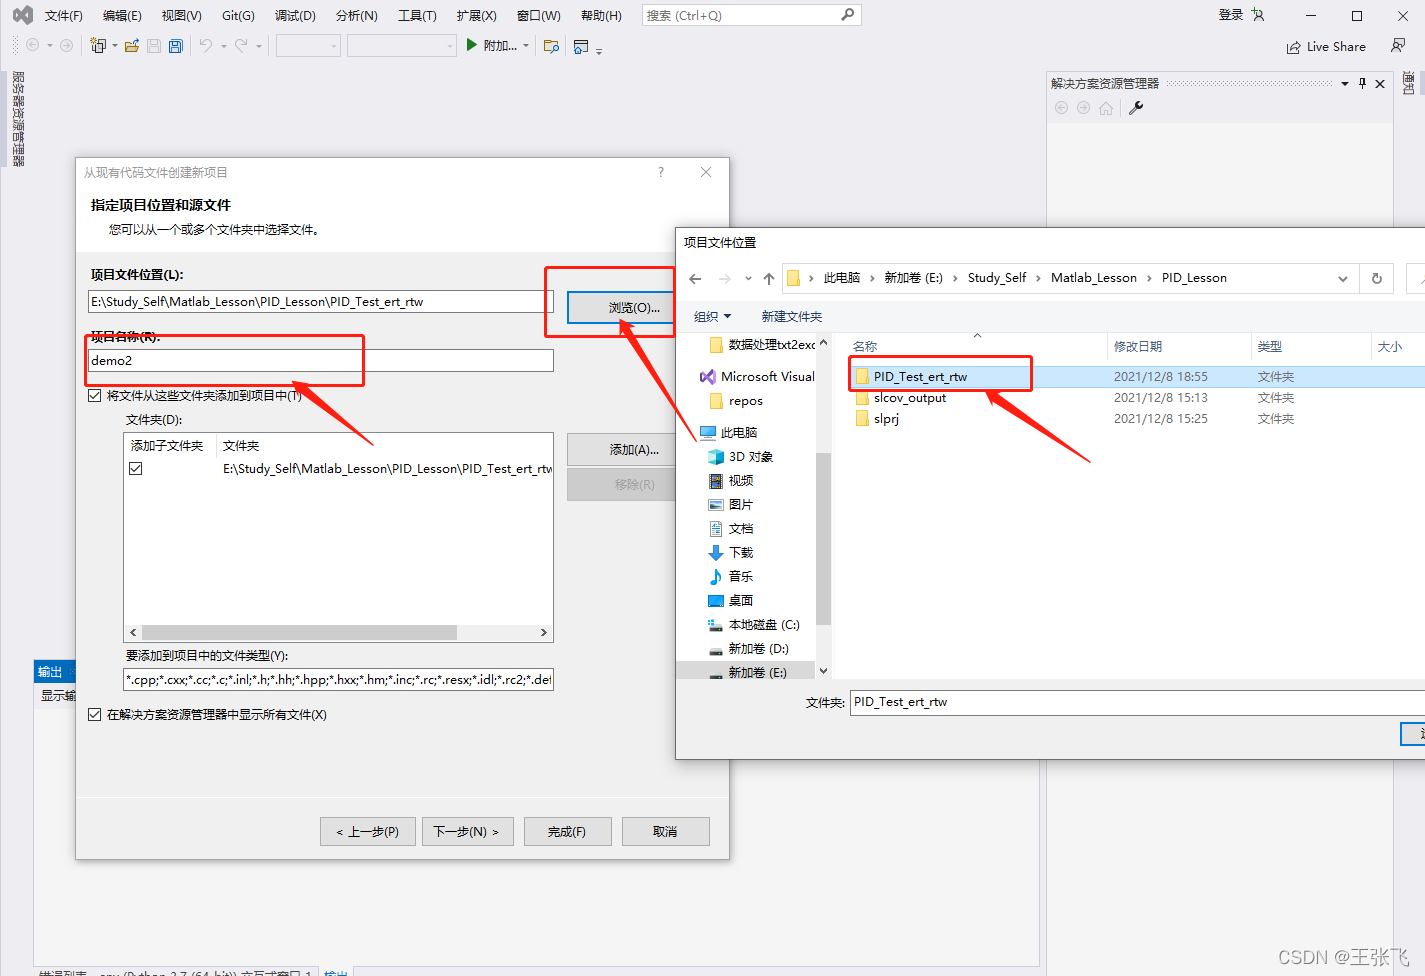 文件(F) 编辑(E) 视图(V) Git(G) 调试(D) 分析(N) 工具(T) 扩展(X) 窗口(W) 帮助(H) 搜索 (Ctrl+Q) 登录
附加... Live Share
服务器资源管理器
解决方案资源管理器
通知
从现有代码文件创建新项目 ?
指定项目位置和源文件
您可以从一个或多个文件夹中选择文件。
项目文件位置(L):
E:\Study_Self\Matlab_Lesson\PID_Lesson\PID_Test_ert_rtw
浏览(O)...
项目名称(R):
demo2
将文件从这些文件夹添加到项目中(T)
文件夹(D):
添加子文件夹 文件夹
E:\Study_Self\Matlab_Lesson\PID_Lesson\PID_Test_ert_rtw
添加(A)...
移除(R)
要添加到项目中的文件类型(Y):
*.cpp;*.cxx;*.cc;*.c;*.inl;*.h;*.hh;*.hpp;*.hxx;*.hm;*.inc;*.rc;*.resx;*.idl;*.rc2;*.def
在解决方案资源管理器中显示所有文件(X)
< 上一步(P) 下一步(N) > 完成(F) 取消
输出
显示输
项目文件位置
此电脑 > 新加卷 (E:) > Study_Self > Matlab_Lesson > PID_Lesson
组织 新建文件夹
名称 修改日期 类型 大小
PID_Test_ert_rtw 2021/12/8 18:55 文件夹
slcov_output 2021/12/8 15:13 文件夹
slprj 2021/12/8 15:25 文件夹
数据处理txt2exc
Microsoft Visual
repos
此电脑
3D 对象
视频
图片
文档
下载
音乐
桌面
本地磁盘 (C:)
新加卷 (D:)
新加卷 (E:)
文件夹: PID_Test_ert_rtw
错误列表 (Python 3.7 (64-bit)) 交互式窗口 1 输出
CSDN @王张飞